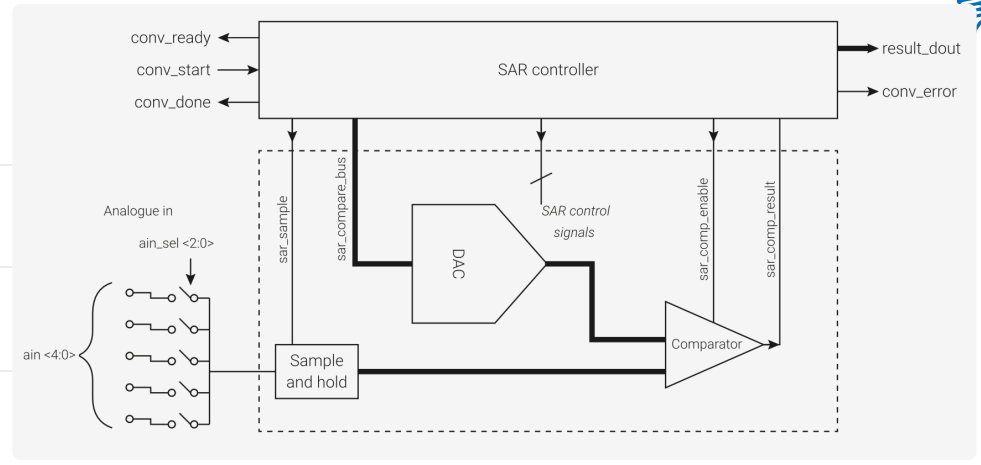 conv_ready
conv_start
conv_done
SAR controller
result_dout
conv_error
sar_sample
sar_compare_bus
SAR control
signals
sar_comp_enable
sar_comp_result
Analogue in
ain_sel <2:0>
DAC
ain <4:0>
Sample
and hold
Comparator